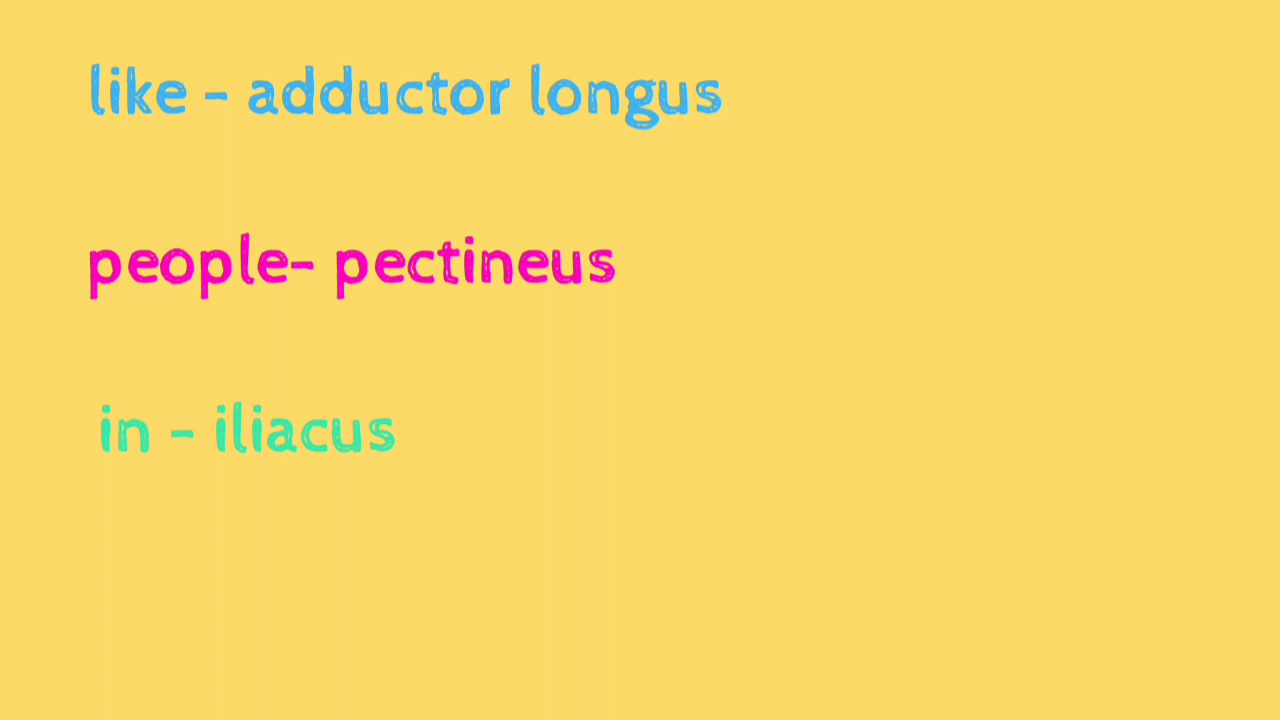 like - adductor longus
people- pectineus
in - iliacus